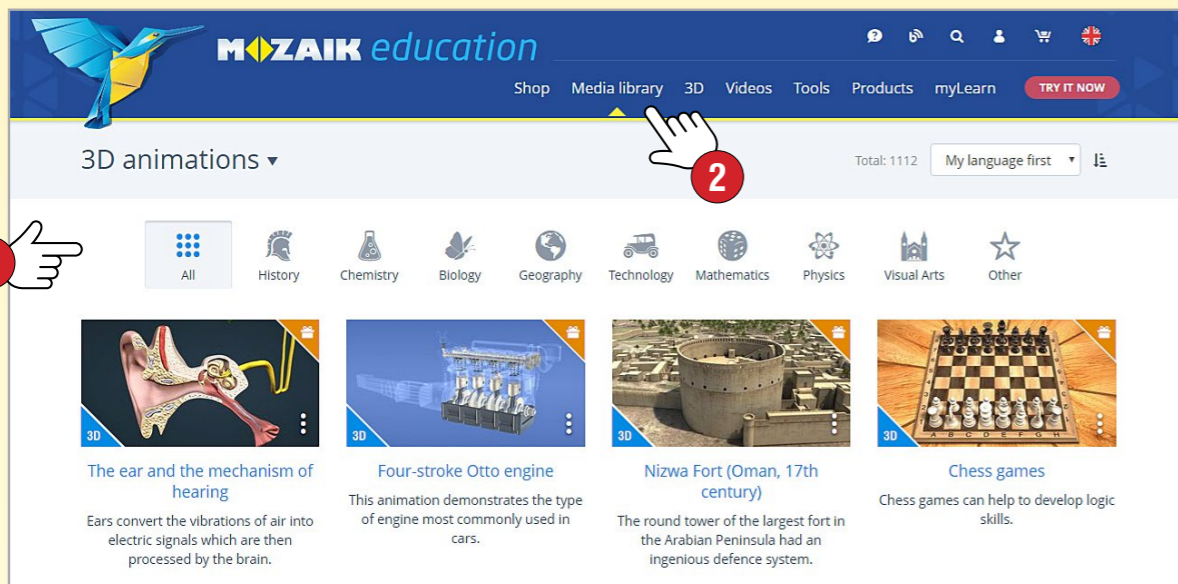 MOZAIK education
Shop Media library 3D Videos Tools Products myLearn TRY IT NOW
2
3D animations
Total: 1112 My language first
All History Chemistry Biology Geography Technology Mathematics Physics Visual Arts Other
3D 3D 3D 3D
A B C D E F G H
The ear and the mechanism of
hearing
Ears convert the vibrations of air into
electric signals which are then
processed by the brain.
Four-stroke Otto engine
This animation demonstrates the type
of engine most commonly used in
cars.
Nizwa Fort (Oman, 17th
century)
The round tower of the largest fort in
the Arabian Peninsula had an
ingenious defence system.
Chess games
Chess games can help to develop logic
skills.